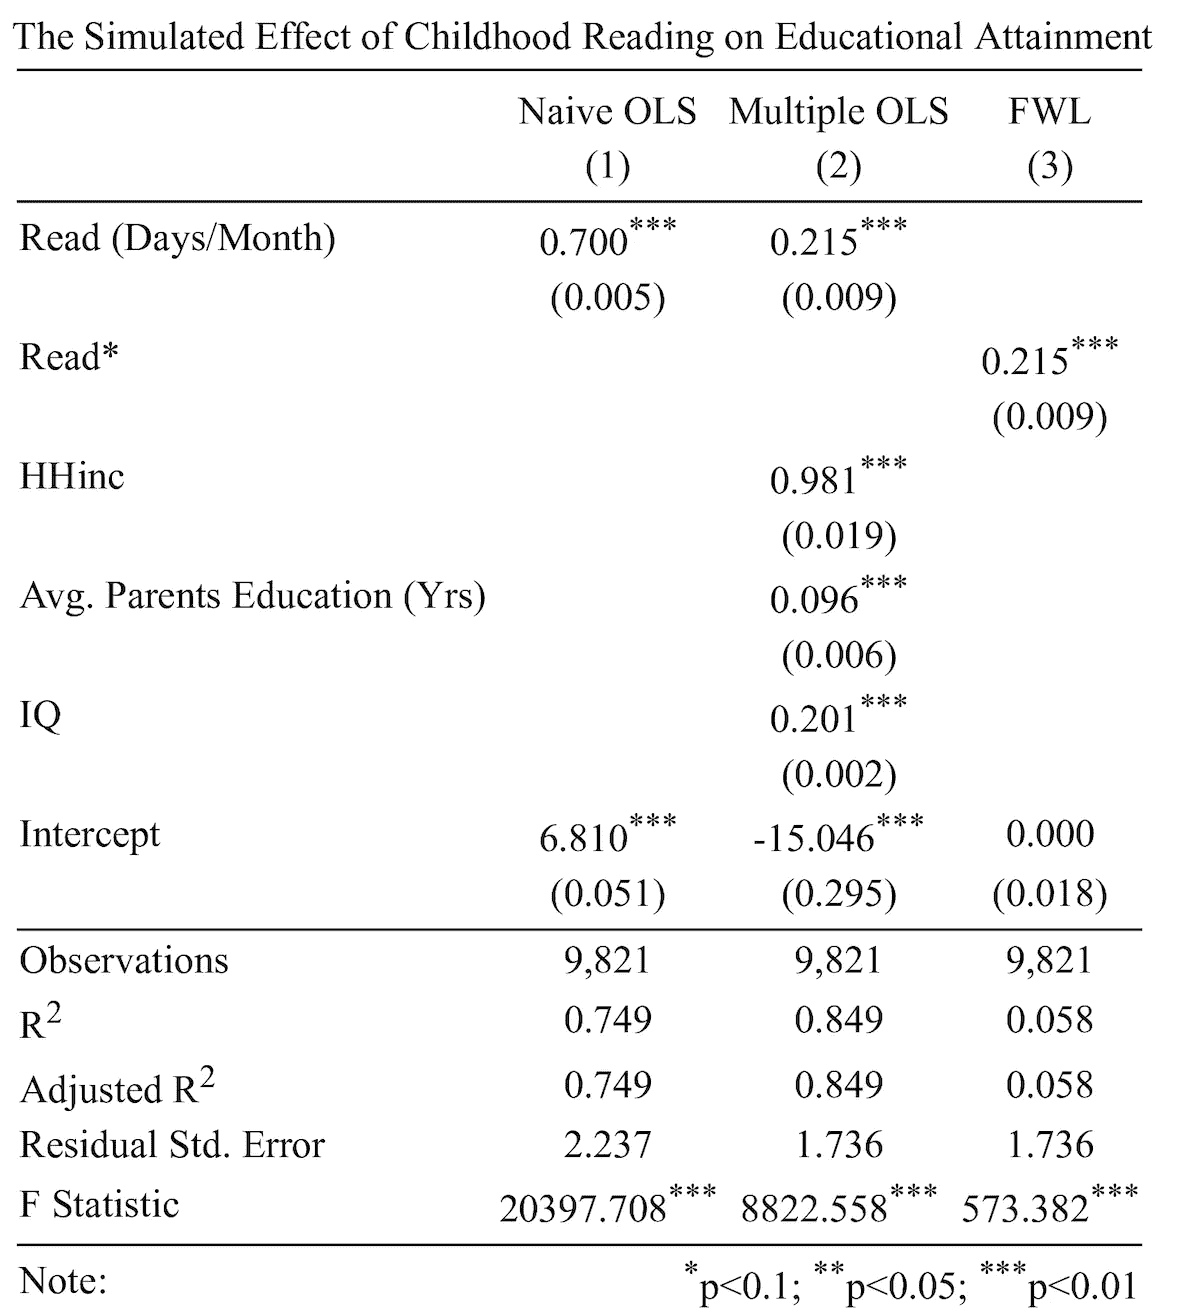 The Simulated Effect of Childhood Reading on Educational Attainment
Naive OLS Multiple OLS FWL
(1) (2) (3)
Read (Days/Month) 0.700*** 0.215***
(0.005) (0.009)
Read* 0.215***
(0.009)
HHinc 0.981***
(0.019)
Avg. Parents Education (Yrs) 0.096***
(0.006)
IQ 0.201***
(0.002)
Intercept 6.810*** -15.046*** 0.000
(0.051) (0.295) (0.018)
Observations 9,821 9,821 9,821
R2 0.749 0.849 0.058
Adjusted R2 0.749 0.849 0.058
Residual Std. Error 2.237 1.736 1.736
F Statistic 20397.708*** 8822.558*** 573.382***
Note: *p<0.1; **p<0.05; ***p<0.01